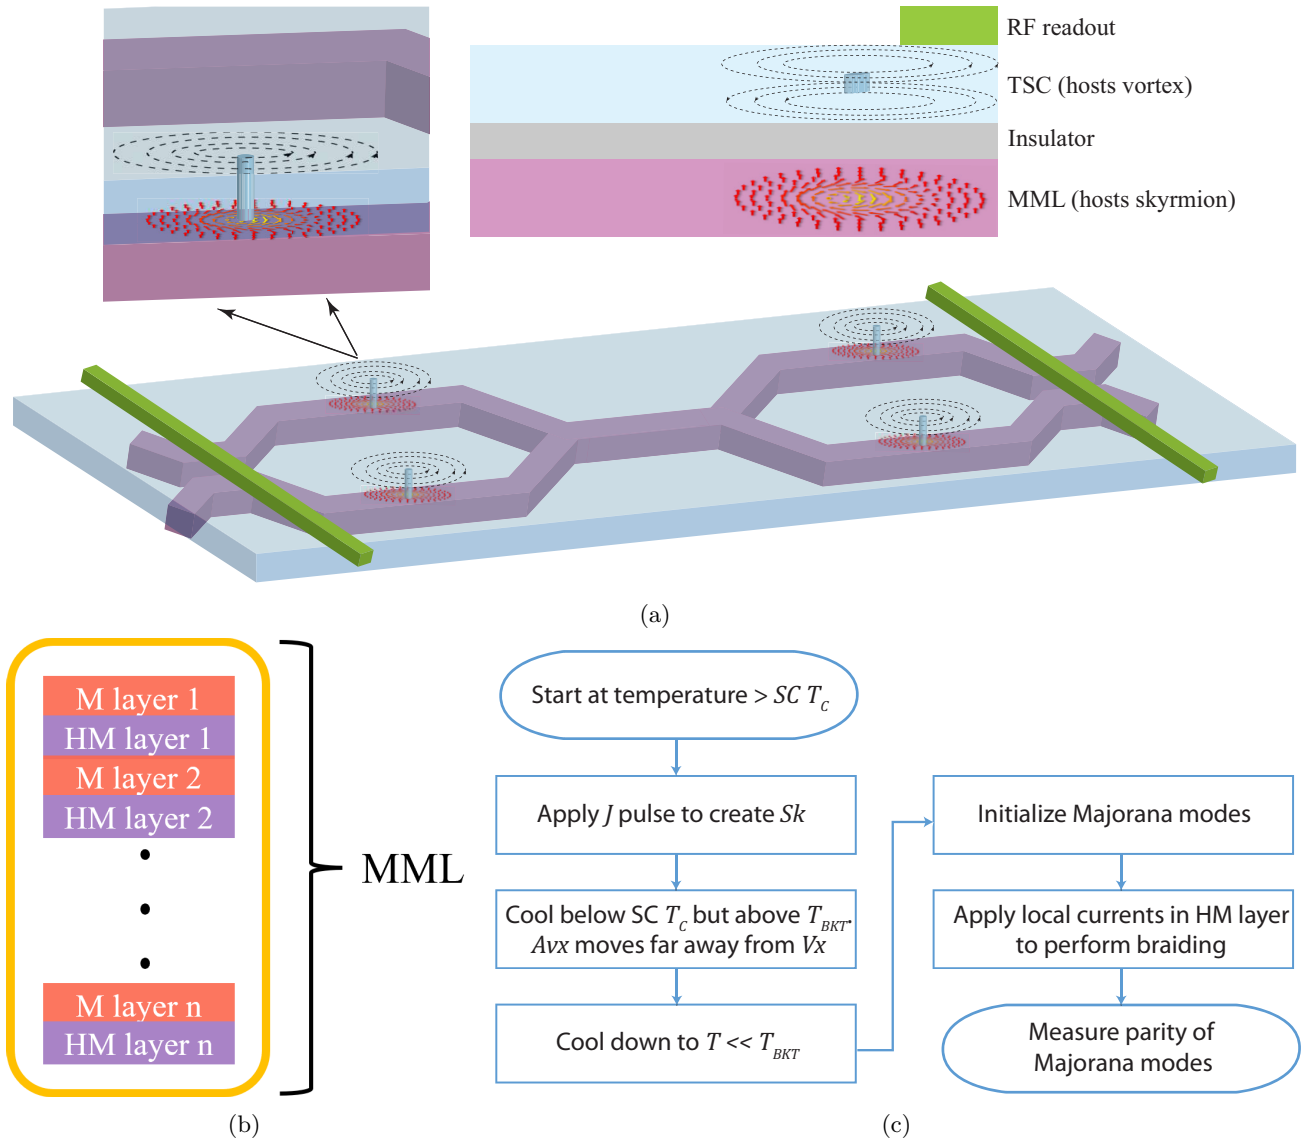 RF readout
TSC (hosts vortex)
Insulator
MML (hosts skyrmion)
(a)
M layer 1
HM layer 1
M layer 2
HM layer 2
M layer n
HM layer n
MML
(b)
Start at temperature > SC T_C
Apply J pulse to create Sk
Cool below SC T_C but above T_BKT.
Avx moves far away from Vx
Cool down to T << T_BKT
Initialize Majorana modes
Apply local currents in HM layer
to perform braiding
Measure parity of
Majorana modes
(c)